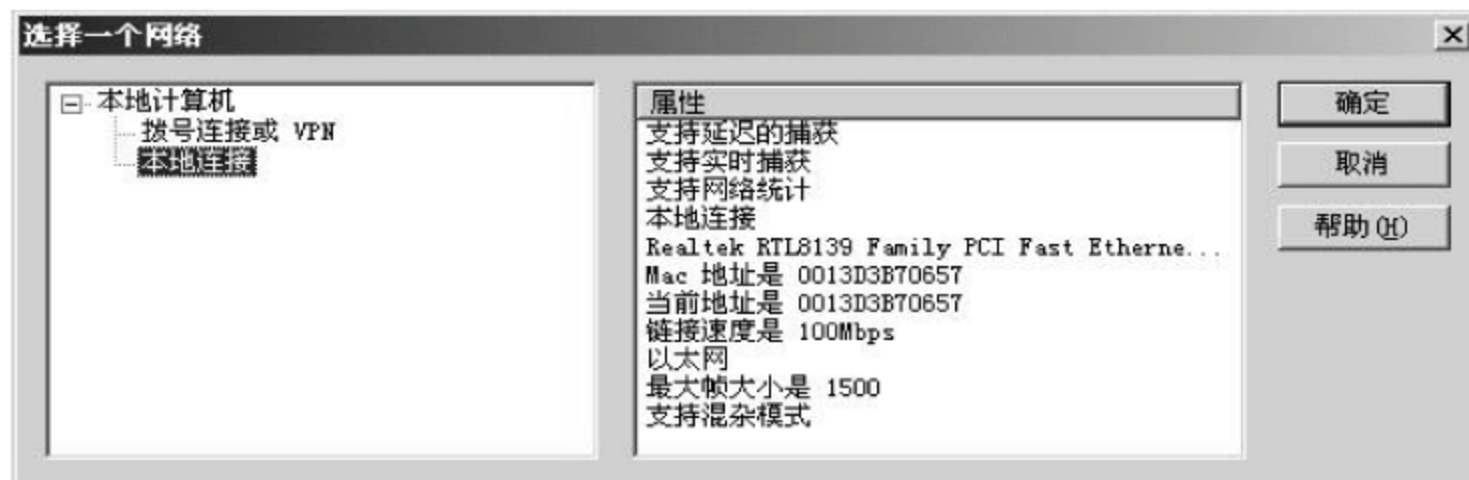 选择一个网络
本地计算机
拨号连接或 VPN
本地连接
属性
支持延迟的捕获
支持实时捕获
支持网络统计
本地连接
Realtek RTL8139 Family PCI Fast Etherne...
Mac 地址是 0013D3B70657
当前地址是 0013D3B70657
链接速度是 100Mbps
以太网
最大帧大小是 1500
支持混杂模式
确定
取消
帮助(H)